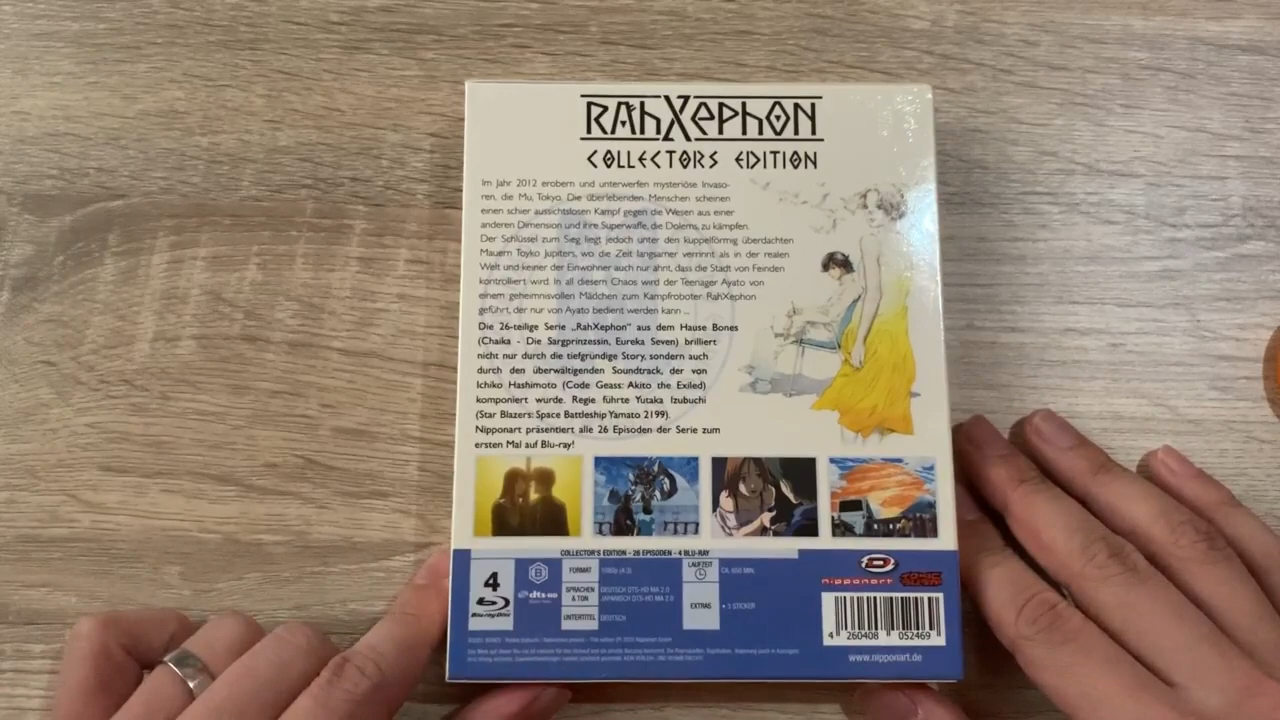 RAhXephON
COLLECTORS EDITION
Im Jahr 2012 erobern und unterwerfen mysteriöse Invaso-
ren, die Mu, Tokyo. Die überlebenden Menschen scheinen
einen schier aussichtslosen Kampf gegen die Wesen aus einer
anderen Dimension und ihre Superwaffe, die Dolems, zu kämpfen.
Der Schlüssel zum Sieg liegt jedoch unter den kuppelförmig überdachten
Mauern Toyko Jupiters, wo die Zeit langsamer verrinnt als in der realen
Welt und keiner der Einwohner auch nur ahnt, dass die Stadt von Feinden
kontrolliert wird. In all diesem Chaos wird der Teenager Ayato von
einem geheimnisvollen Mädchen zum Kampfroboter RahXephon
geführt, der nur von Ayato bedient werden kann ...
Die 26-teilige Serie „RahXephon" aus dem Hause Bones
(Chaika - Die Sargprinzessin, Eureka Seven) brilliert
nicht nur durch die tiefgründige Story, sondern auch
durch den überwältigenden Soundtrack, der von
Ichiko Hashimoto (Code Geass: Akito the Exiled)
komponiert wurde. Regie führte Yutaka Izubuchi
(Star Blazers: Space Battleship Yamato 2199).
Nipponart präsentiert alle 26 Episoden der Serie zum
ersten Mal auf Blu-ray!
COLLECTOR'S EDITION - 26 EPISODEN - 4 BLU-RAY
4
Blu-ray Disc
B
dts-HD
FORMAT
1080p (4:3)
SPRACHEN
& TON
DEUTSCH DTS-HD MA 2.0
JAPANISCH DTS-HD MA 2.0
UNTERTITEL
DEUTSCH
LAUFZEIT
CA. 650 MIN.
EXTRAS
+ 3 STICKER
nipponart
4 260408 052469
www.nipponart.de